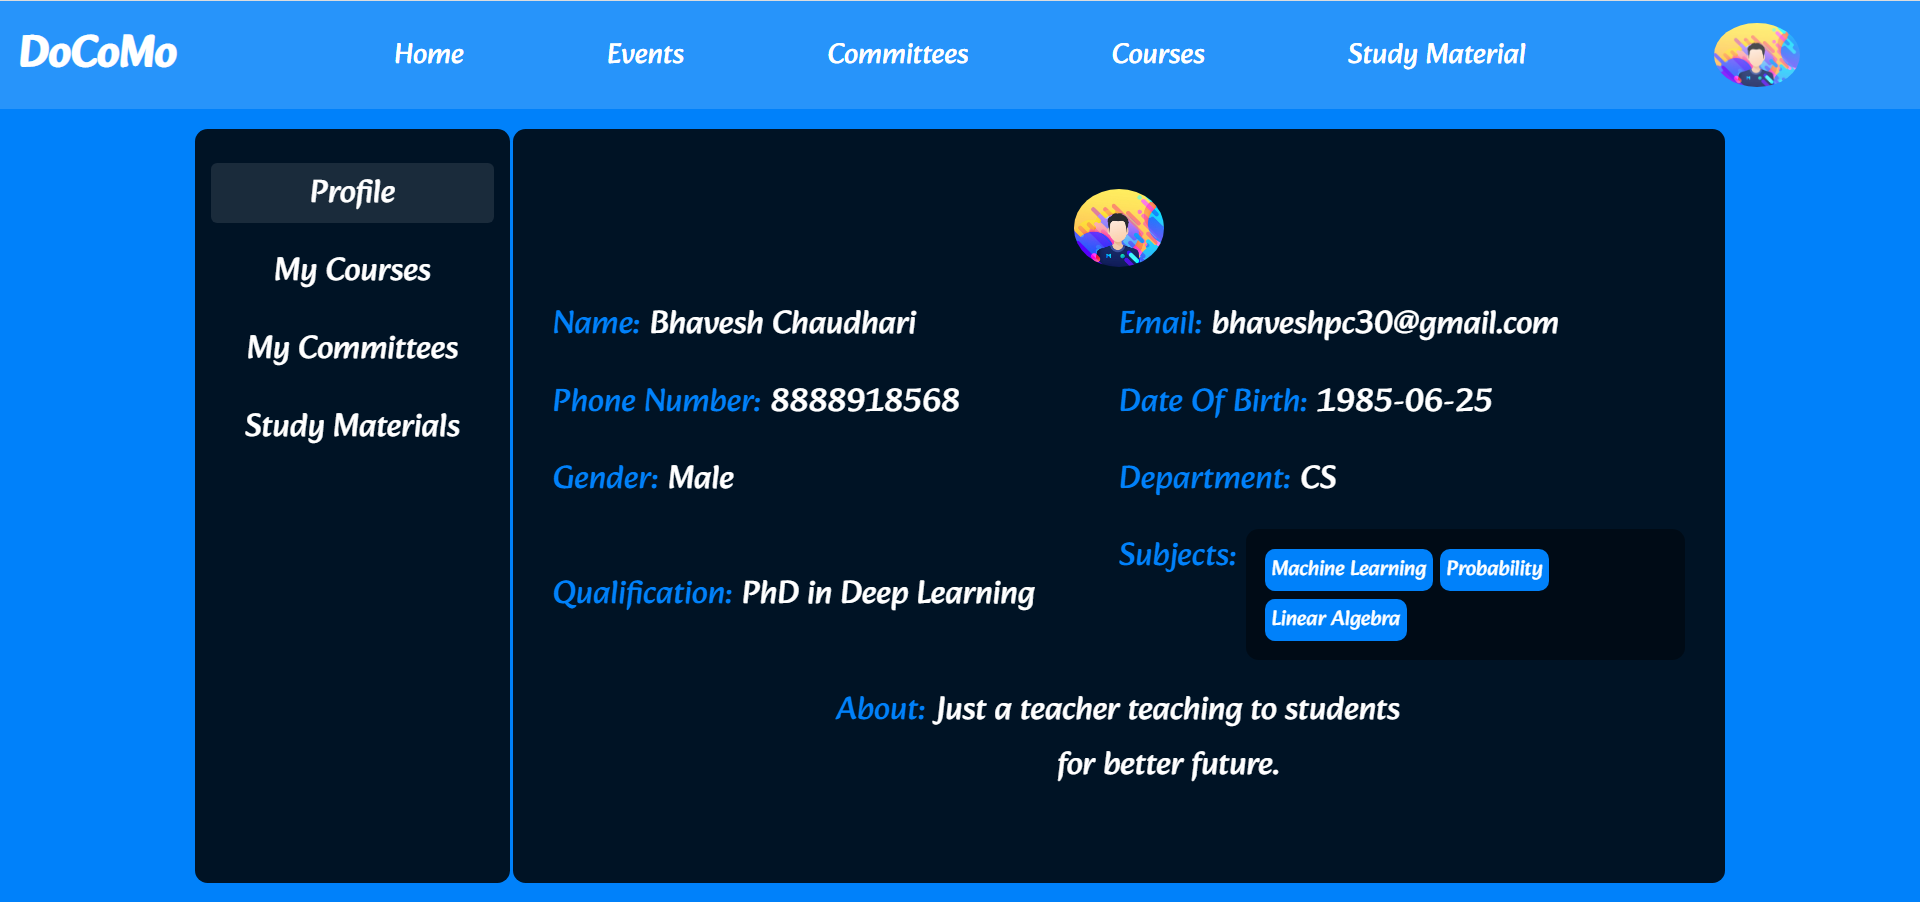 DoCoMo
Home
Events
Committees
Courses
Study Material
Profile
My Courses
My Committees
Study Materials
Name: Bhavesh Chaudhari
Email: bhaveshpc30@gmail.com
Phone Number: 8888918568
Date Of Birth: 1985-06-25
Gender: Male
Department: CS
Qualification: PhD in Deep Learning
Subjects:
Machine Learning
Probability
Linear Algebra
About: Just a teacher teaching to students
for better future.